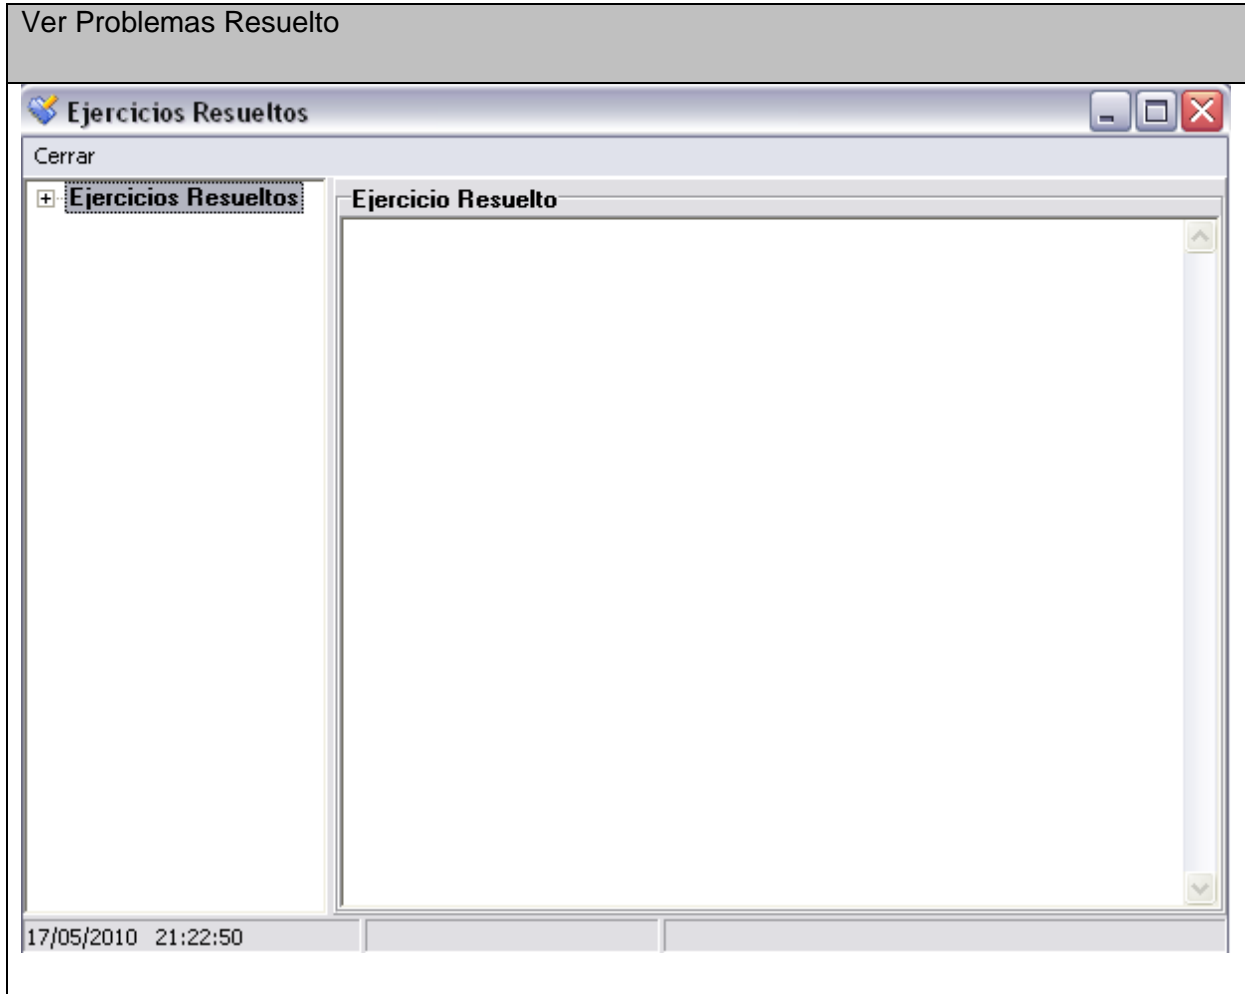 Ver Problemas Resuelto
Ejercicios Resueltos
Cerrar
Ejercicios Resueltos
Ejercicio Resuelto
17/05/2010 21:22:50